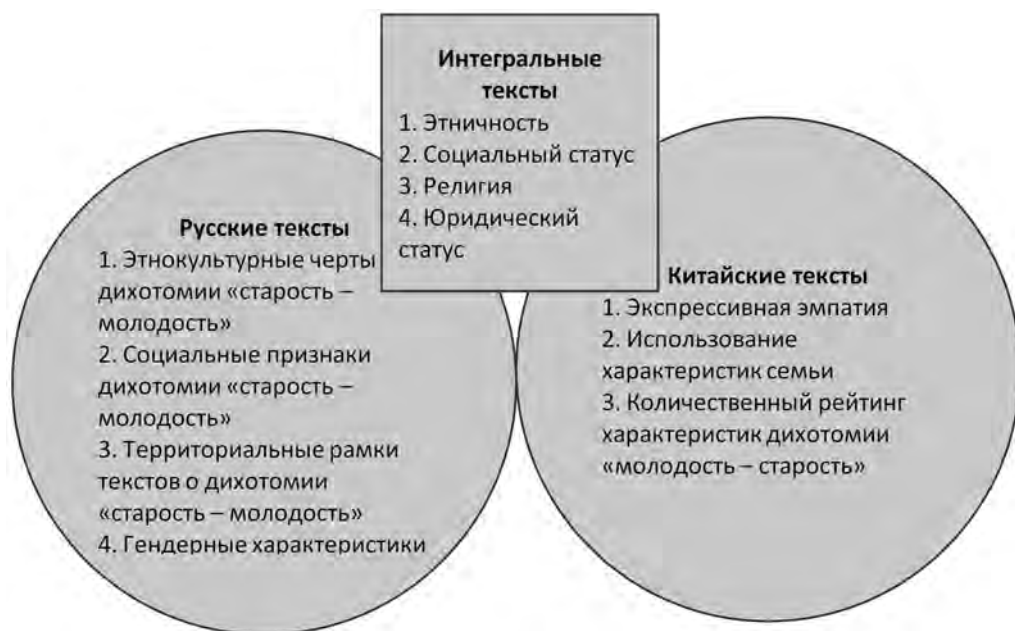 Интегральные
тексты
1. Этничность
2. Социальный статус
3. Религия
4. Юридический
статус
Русские тексты
1. Этнокультурные черты
дихотомии «старость –
молодость»
2. Социальные признаки
дихотомии «старость –
молодость»
3. Территориальные рамки
текстов о дихотомии
«старость – молодость»
4. Гендерные характеристики
Китайские тексты
1. Экспрессивная эмпатия
2. Использование
характеристик семьи
3. Количественный рейтинг
характеристик дихотомии
«молодость – старость»